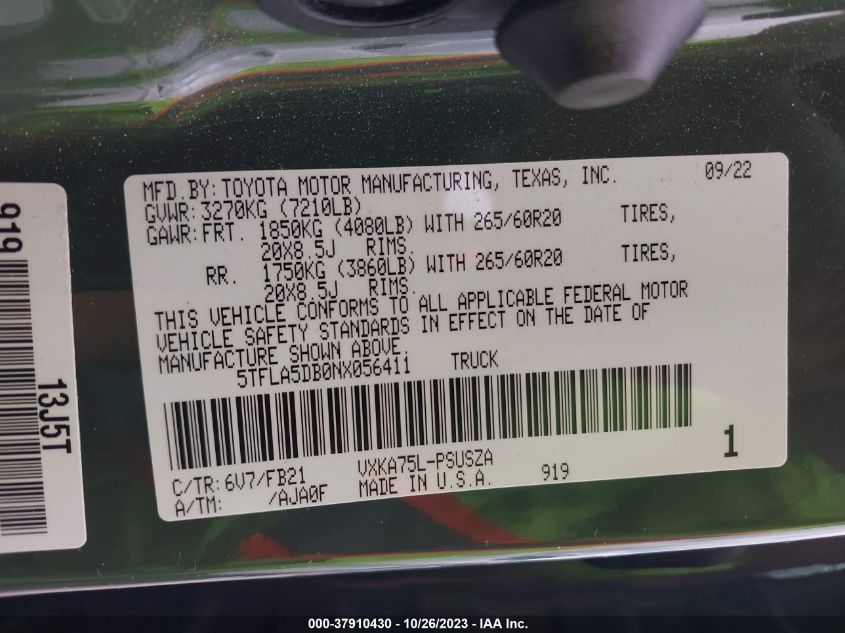 MFD. BY: TOYOTA MOTOR MANUFACTURING, TEXAS, INC. 09/22
GVWR: 3270KG (7210LB)
GAWR: FRT. 1850KG (4080LB) WITH 265/60R20 TIRES,
20X8.5J RIMS.
RR. 1750KG (3860LB) WITH 265/60R20 TIRES,
20X8.5J RIMS.
THIS VEHICLE CONFORMS TO ALL APPLICABLE FEDERAL MOTOR
VEHICLE SAFETY STANDARDS IN EFFECT ON THE DATE OF
MANUFACTURE SHOWN ABOVE.
5TFLA5DB0NX056411 TRUCK
C/TR: 6V7/FB21 VXKA75L-PSUSZA
A/TM: /AJA0F MADE IN U.S.A. 919
1
919
13J5T
000-37910430 - 10/26/2023 - IAA Inc.